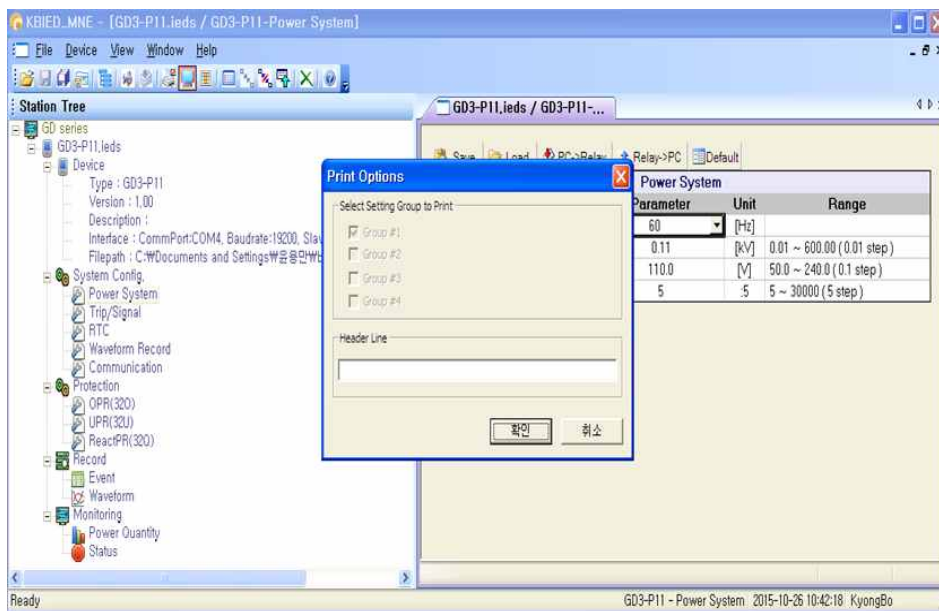 KBIED_MNE - [GD3-P11.ieds / GD3-P11-Power System]
File Device View Window Help
Station Tree
GD series
GD3-P11.ieds
Device
Type : GD3-P11
Version : 1,00
Description :
Interface : CommPort:COM4, Baudrate:19200, Slav
Filepath : C:₩Documents and Settings₩윤용만₩
System Config.
Power System
Trip/Signal
RTC
Waveform Record
Communication
Protection
OPR(32O)
UPR(32U)
ReactPR(32Q)
Record
Event
Waveform
Monitoring
Power Quantity
Status
GD3-P11.ieds / GD3-P11-...
Save Load PC->Relay Relay->PC Default
Power System
Parameter Unit Range
60 [Hz]
0.11 [kV] 0.01 ~ 600.00 ( 0.01 step )
110.0 [V] 50.0 ~ 240.0 ( 0.1 step )
5 :5 5 ~ 30000 ( 5 step )
Print Options
Select Setting Group to Print
Group #1
Group #2
Group #3
Group #4
Header Line
확인 취소
Ready
GD3-P11 - Power System 2015-10-26 10:42:18 KyongBo